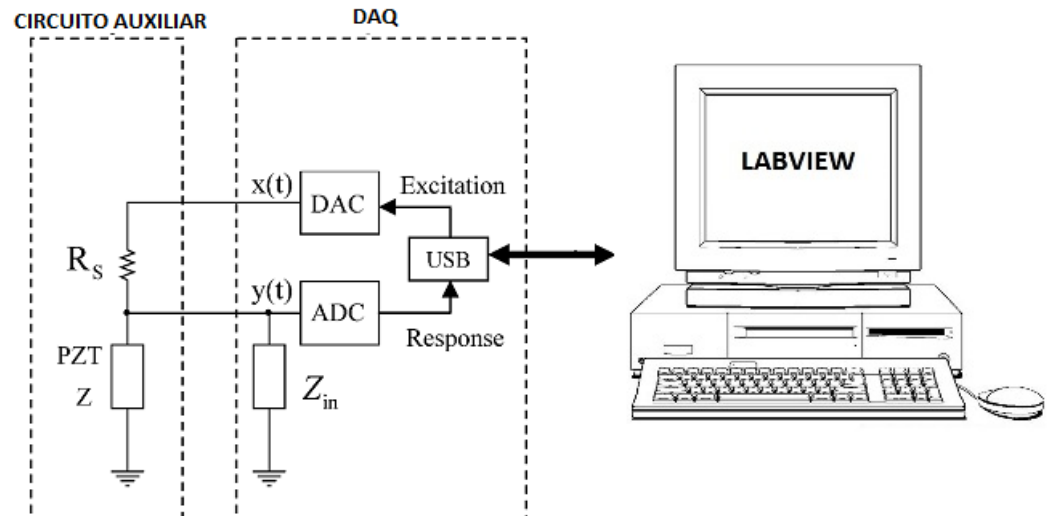 CIRCUITO AUXILIAR
DAQ
LABVIEW
x(t)
DAC
Excitation
R_S
USB
y(t)
ADC
Response
PZT
Z
Z_in